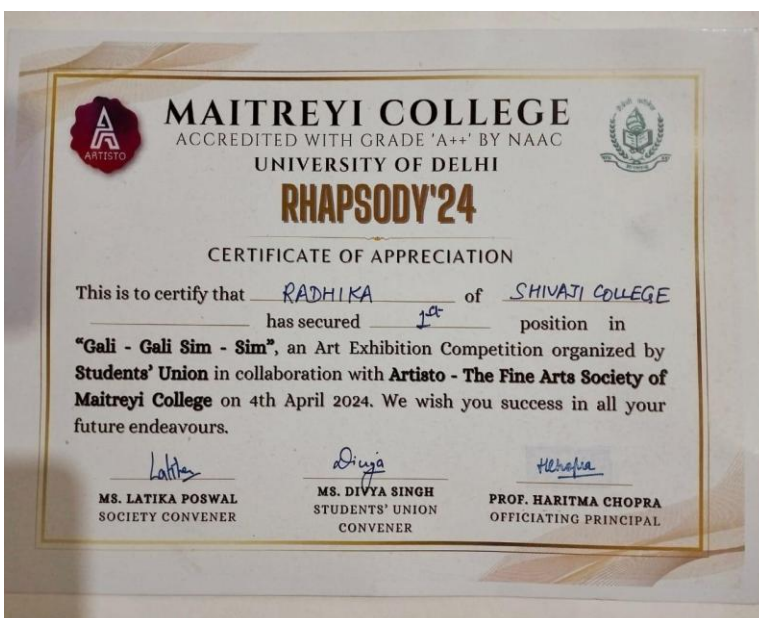 MAITREYI COLLEGE
ACCREDITED WITH GRADE 'A++' BY NAAC
UNIVERSITY OF DELHI
A
ARTISTO
RHAPSODY'24
CERTIFICATE OF APPRECIATION
This is to certify that RADHIKA of SHIVAJI COLLEGE
has secured 1st position in
“Gali - Gali Sim - Sim”, an Art Exhibition Competition organized by
Students’ Union in collaboration with Artisto - The Fine Arts Society of
Maitreyi College on 4th April 2024. We wish you success in all your
future endeavours.
Latika
Divya
HChopra
MS. LATIKA POSWAL
SOCIETY CONVENER
MS. DIVYA SINGH
STUDENTS' UNION
CONVENER
PROF. HARITMA CHOPRA
OFFICIATING PRINCIPAL